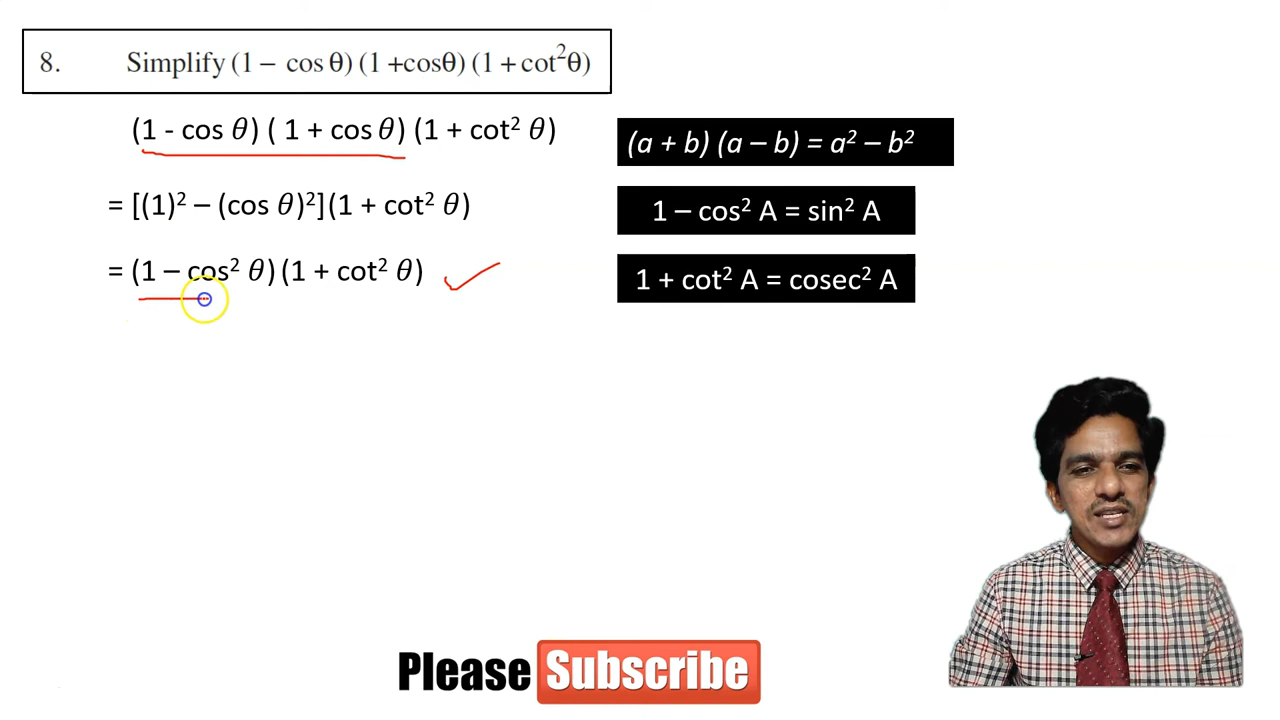 8. Simplify (1 – cos θ) (1 +cosθ) (1 + cot²θ)
(1 - cos θ) ( 1 + cos θ) (1 + cot² θ)
= [(1)² – (cos θ)²](1 + cot² θ)
= (1 – cos² θ) (1 + cot² θ)
(a + b) (a – b) = a² – b²
1 – cos² A = sin² A
1 + cot² A = cosec² A
Please Subscribe